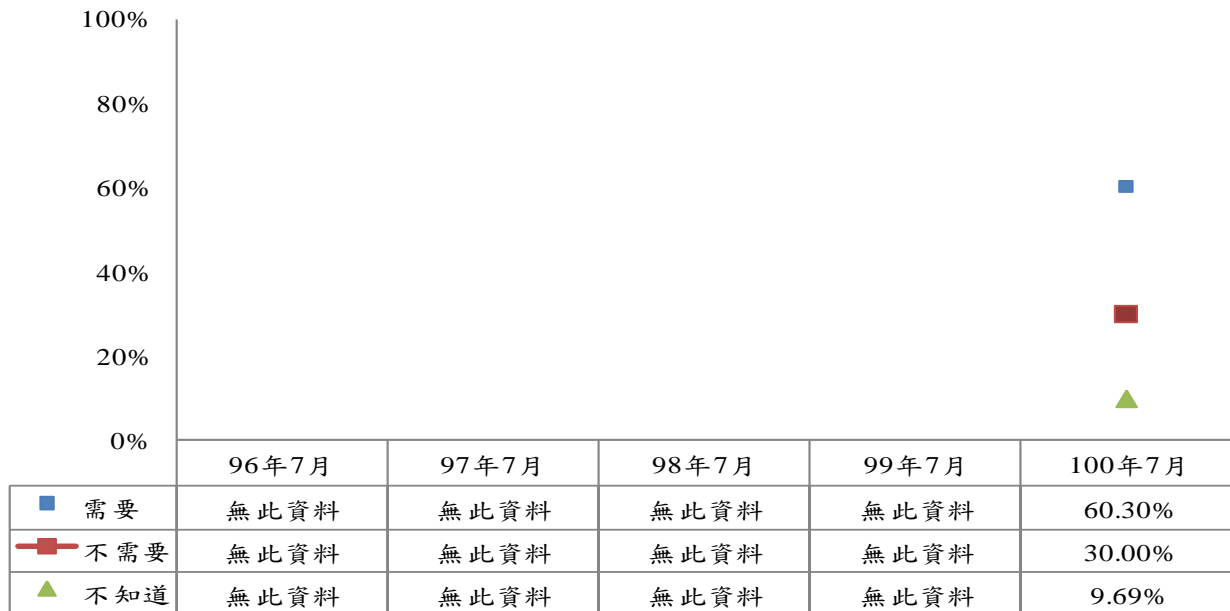 100%
80%
60%
40%
20%
0%
96年7月 97年7月 98年7月 99年7月 100年7月
需要 無此資料 無此資料 無此資料 無此資料 60.30%
不需要 無此資料 無此資料 無此資料 無此資料 30.00%
不知道 無此資料 無此資料 無此資料 無此資料 9.69%